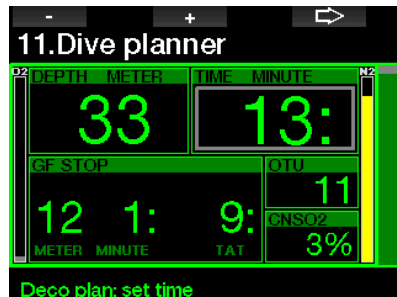 - +
11.Dive planner
O2 DEPTH METER TIME MINUTE N2
33 13:
GF STOP OTU
11
12 1: 9: CNSO2
METER MINUTE TAT 3%
Deco plan: set time